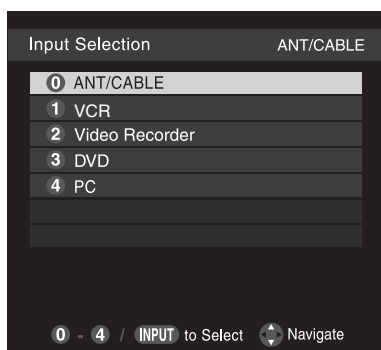 Input Selection ANT/CABLE
0 ANT/CABLE
1 VCR
2 Video Recorder
3 DVD
4 PC
0 - 4 / INPUT to Select Navigate